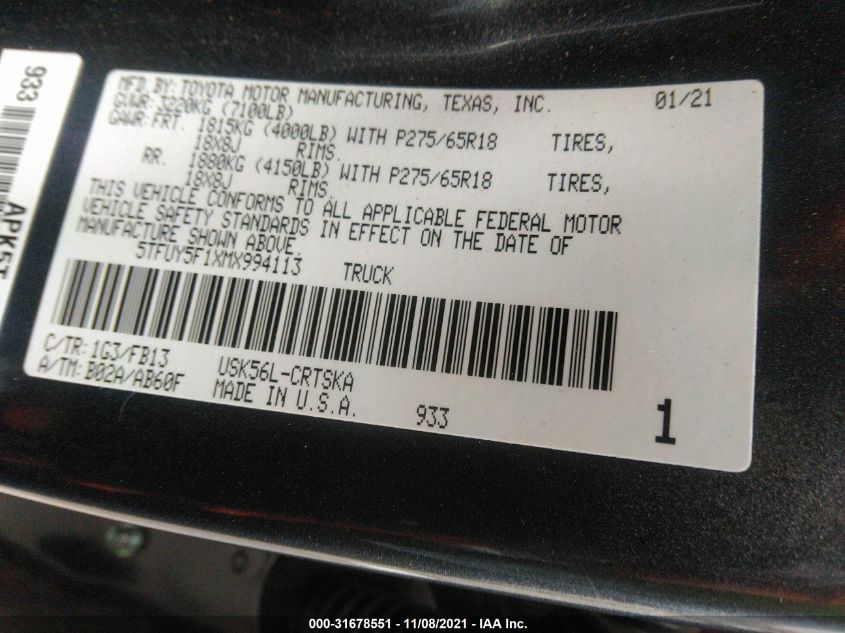 MFD.BY:TOYOTA MOTOR MANUFACTURING, TEXAS, INC. 01/21
GVWR:3220KG (7100LB)
GAWR:FRT. 1815KG (4000LB) WITH P275/65R18 TIRES,
18X8J RIMS.
RR. 1880KG (4150LB) WITH P275/65R18 TIRES,
18X8J RIMS.
THIS VEHICLE CONFORMS TO ALL APPLICABLE FEDERAL MOTOR
VEHICLE SAFETY STANDARDS IN EFFECT ON THE DATE OF
MANUFACTURE SHOWN ABOVE.
5TFUY5F1XMX994113 TRUCK
C/TR:1G3/FB13
A/TM:B02A/AB60F
USK56L-CRTSKA
MADE IN U.S.A.
933
1
933
000-31678551 - 11/08/2021 - IAA Inc.